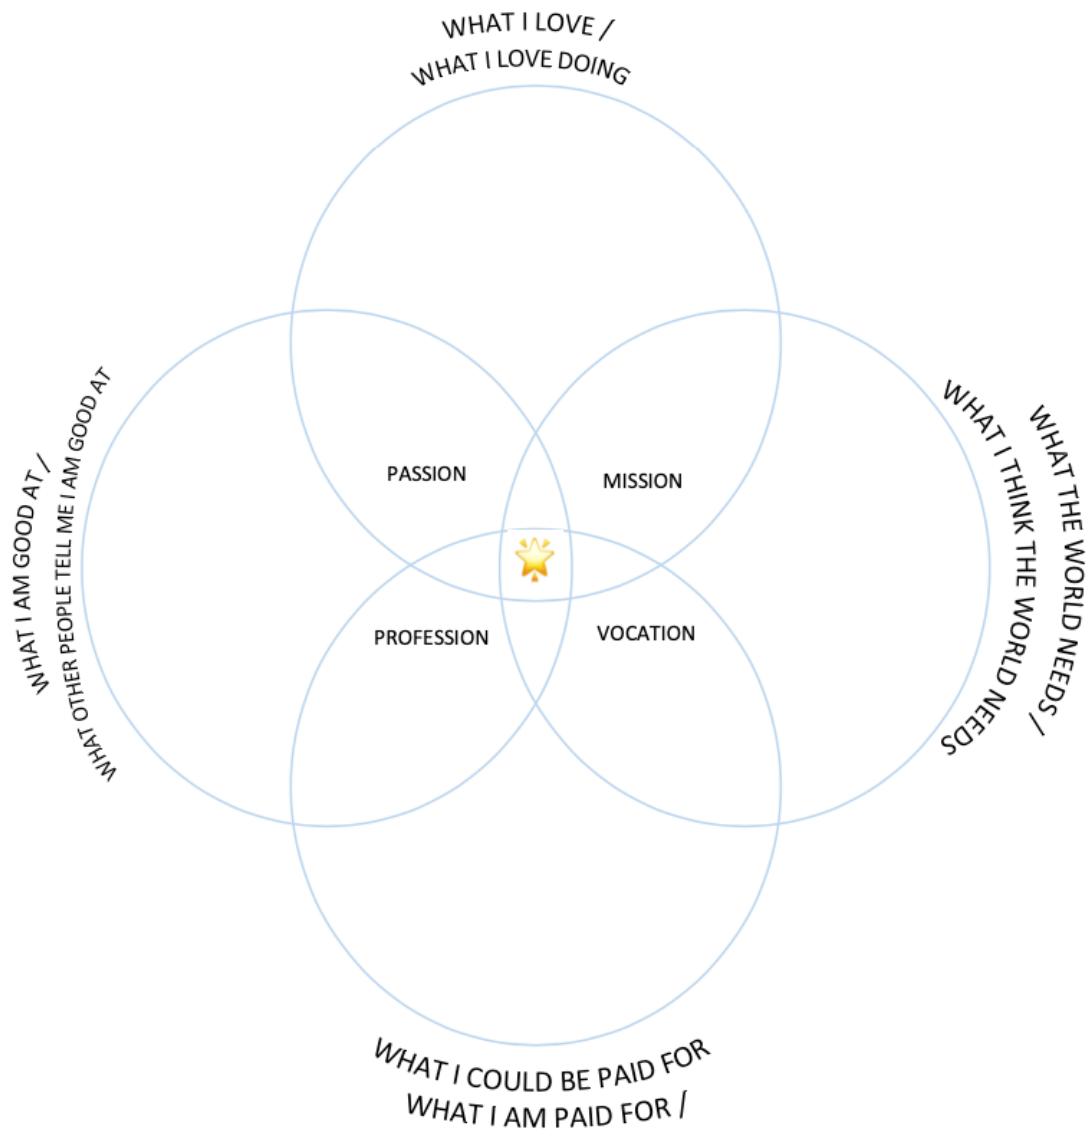 WHAT I LOVE /
WHAT I LOVE DOING
WHAT I AM GOOD AT /
WHAT OTHER PEOPLE TELL ME I AM GOOD AT
WHAT THE WORLD NEEDS /
WHAT I THINK THE WORLD NEEDS
PASSION
MISSION
PROFESSION
VOCATION
WHAT I COULD BE PAID FOR
WHAT I AM PAID FOR /